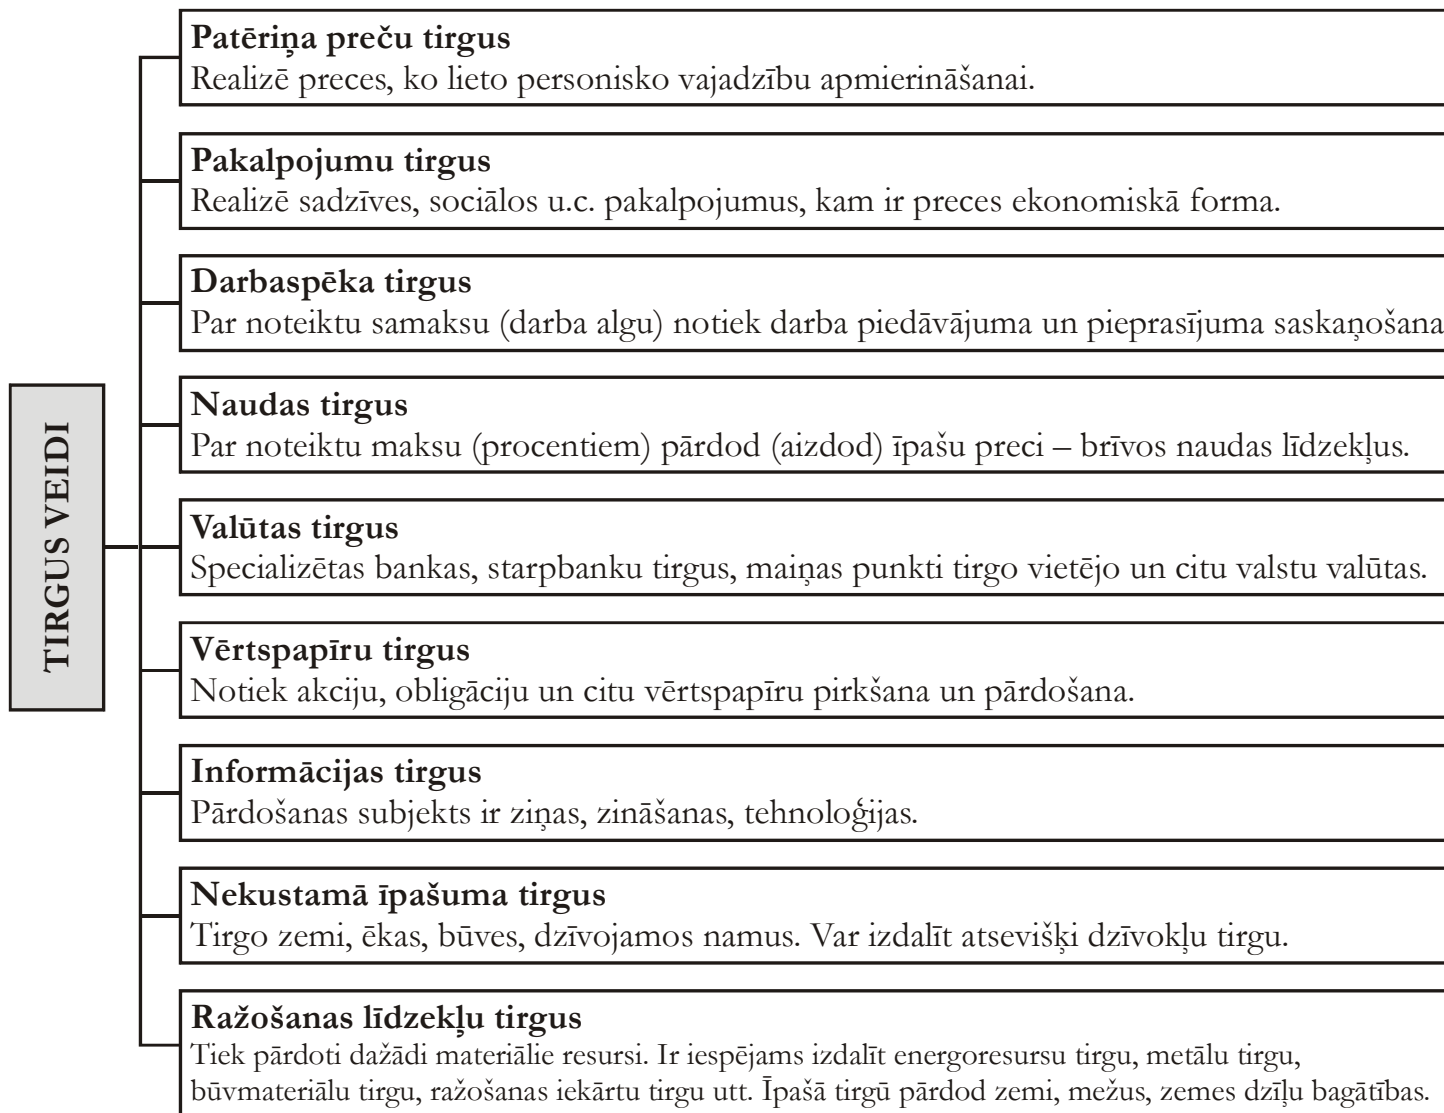 TIRGUS VEIDI
Patēriņa preču tirgus
Realizē preces, ko lieto personisko vajadzību apmierināšanai.
Pakalpojumu tirgus
Realizē sadzīves, sociālos u.c. pakalpojumus, kam ir preces ekonomiskā forma.
Darbaspēka tirgus
Par noteiktu samaksu (darba algu) notiek darba piedāvājuma un pieprasījuma saskaņošana
Naudas tirgus
Par noteiktu maksu (procentiem) pārdod (aizdod) īpašu preci – brīvos naudas līdzekļus.
Valūtas tirgus
Specializētas bankas, starpbanku tirgus, maiņas punkti tirgo vietējo un citu valstu valūtas.
Vērtspapīru tirgus
Notiek akciju, obligāciju un citu vērtspapīru pirkšana un pārdošana.
Informācijas tirgus
Pārdošanas subjekts ir ziņas, zināšanas, tehnoloģijas.
Nekustamā īpašuma tirgus
Tirgo zemi, ēkas, būves, dzīvojamos namus. Var izdalīt atsevišķi dzīvokļu tirgu.
Ražošanas līdzekļu tirgus
Tiek pārdoti dažādi materiālie resursi. Ir iespējams izdalīt energoresursu tirgu, metālu tirgu,
būvmateriālu tirgu, ražošanas iekārtu tirgu utt. Īpašā tirgū pārdod zemi, mežus, zemes dzīļu bagātības.